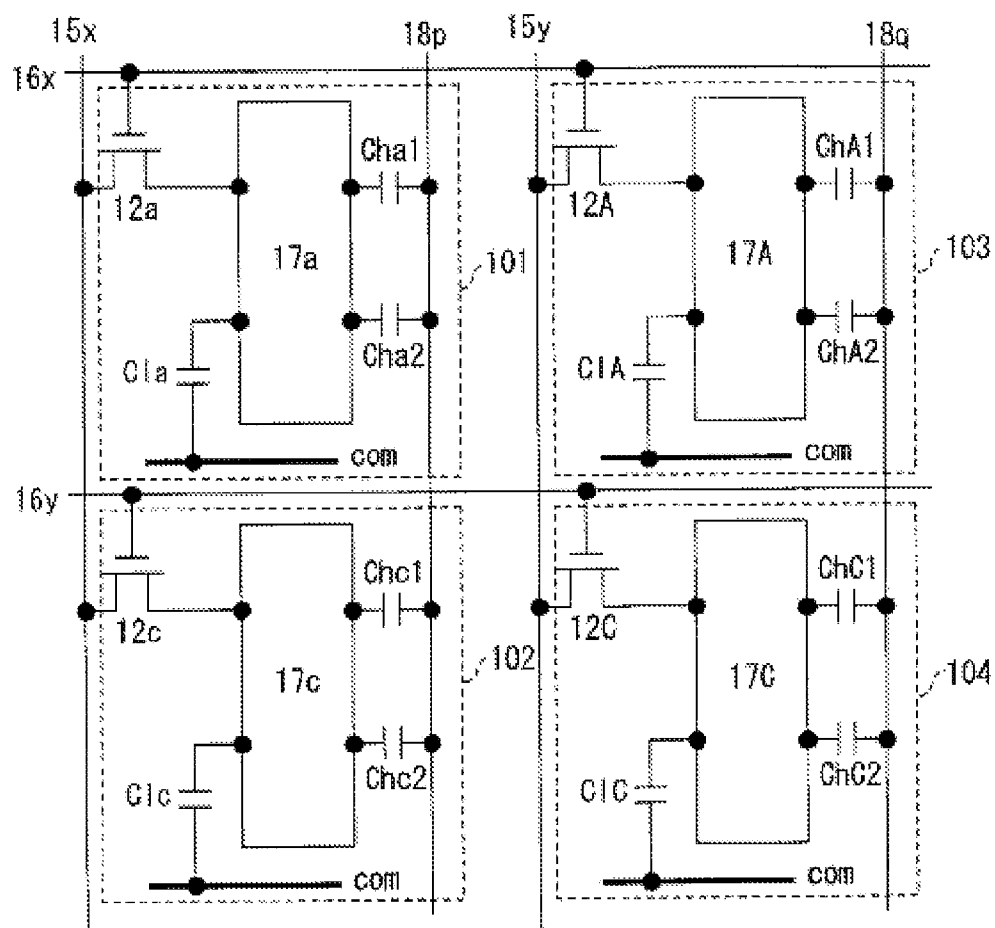 15x 18p 15y 18q
16x
Cha1 ChA1
12a 12A
17a 101 17A 103
Cha2 ChA2
Cla ClA
com com
16y
Chc1 ChC1
12c 12C
17c 102 17C 104
Chc2 ChC2
Clc ClC
com com